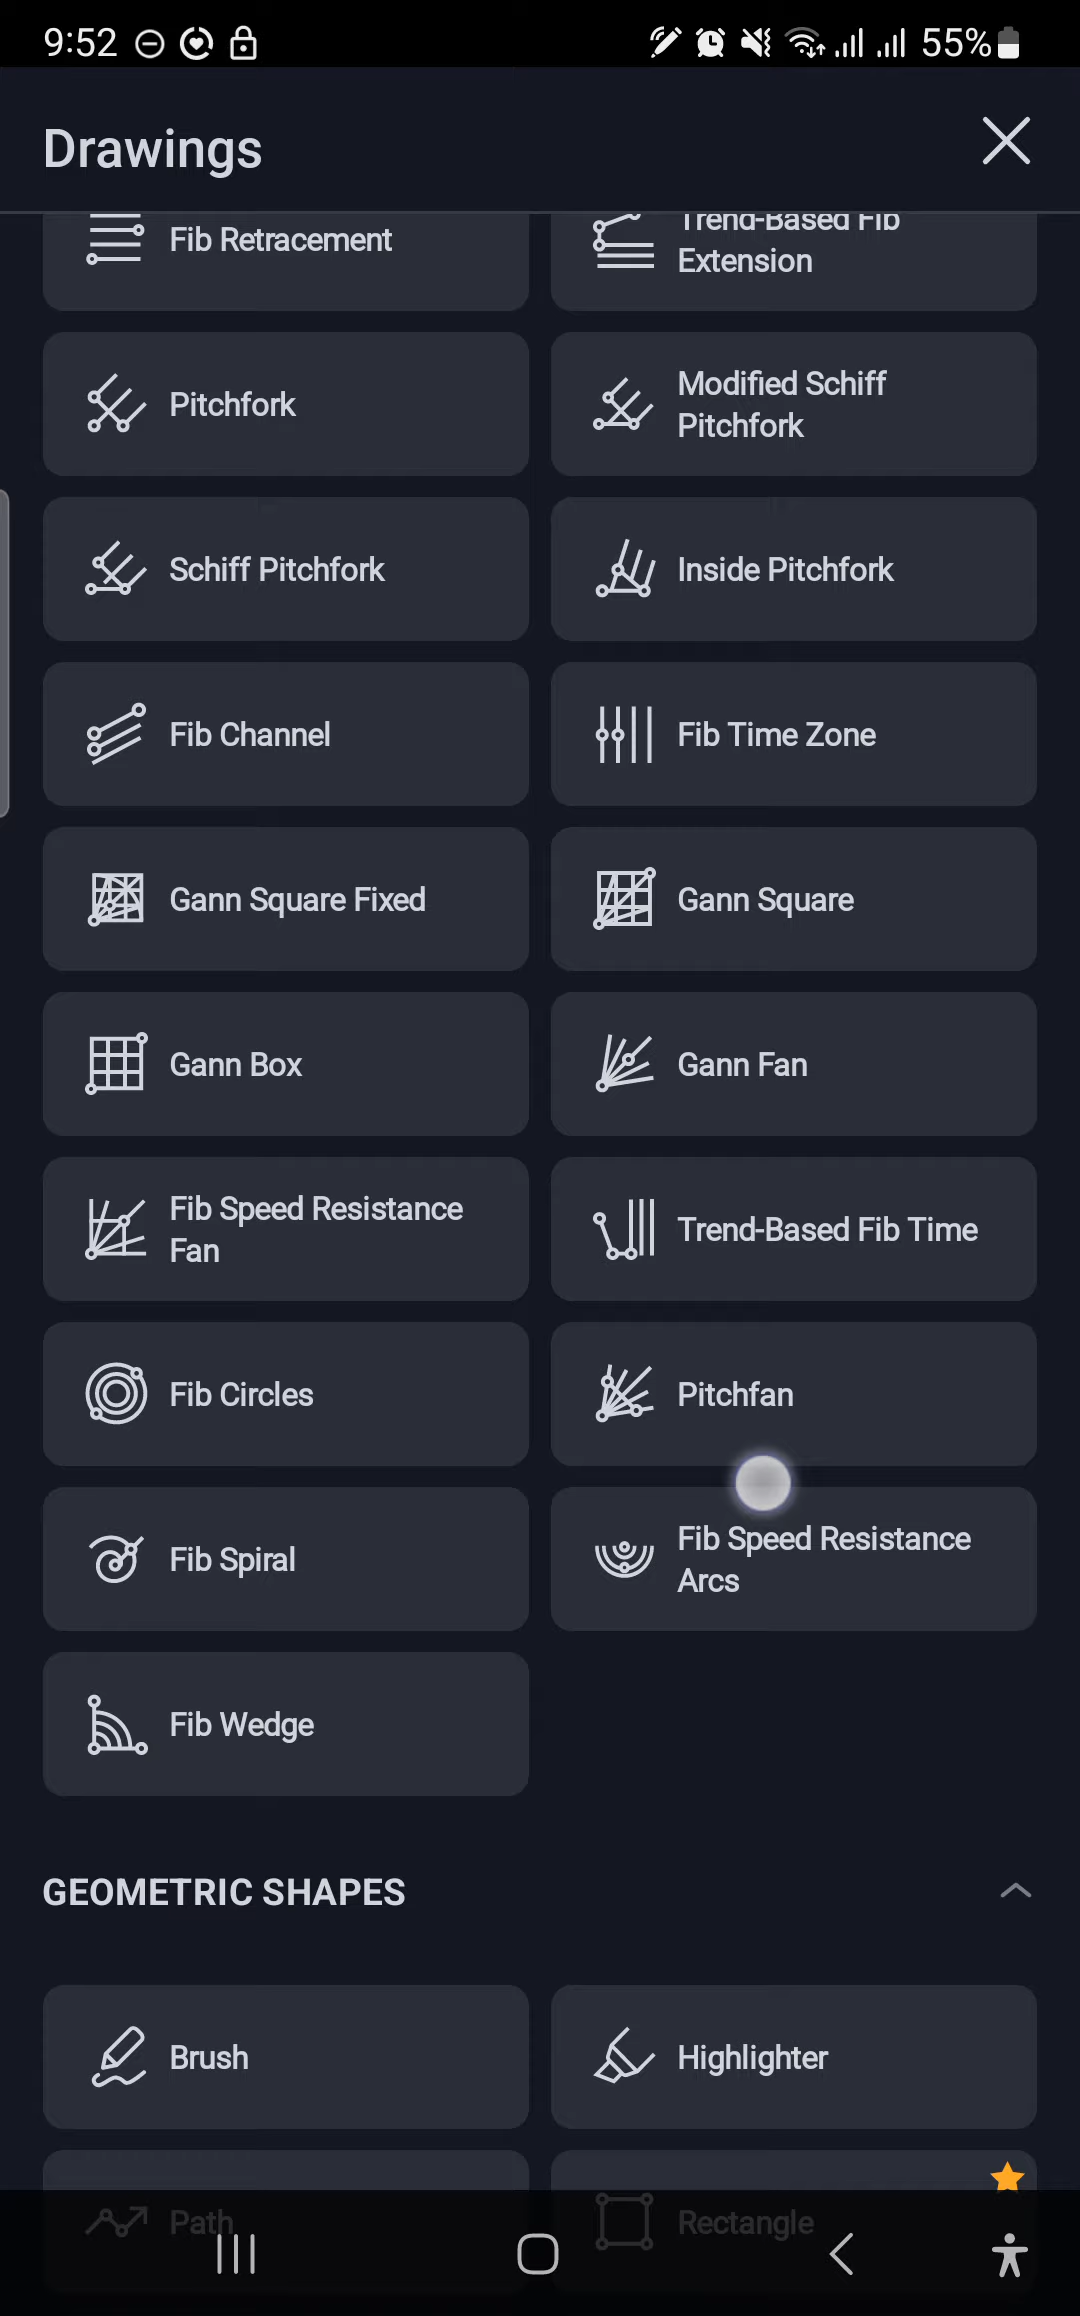 9:52
55%
Drawings
Fib Retracement
Trend-Based Fib
Extension
Pitchfork
Modified Schiff
Pitchfork
Schiff Pitchfork
Inside Pitchfork
Fib Channel
Fib Time Zone
Gann Square Fixed
Gann Square
Gann Box
Gann Fan
Fib Speed Resistance
Fan
Trend-Based Fib Time
Fib Circles
Pitchfan
Fib Spiral
Fib Speed Resistance
Arcs
Fib Wedge
GEOMETRIC SHAPES
Brush
Highlighter
Path
Rectangle